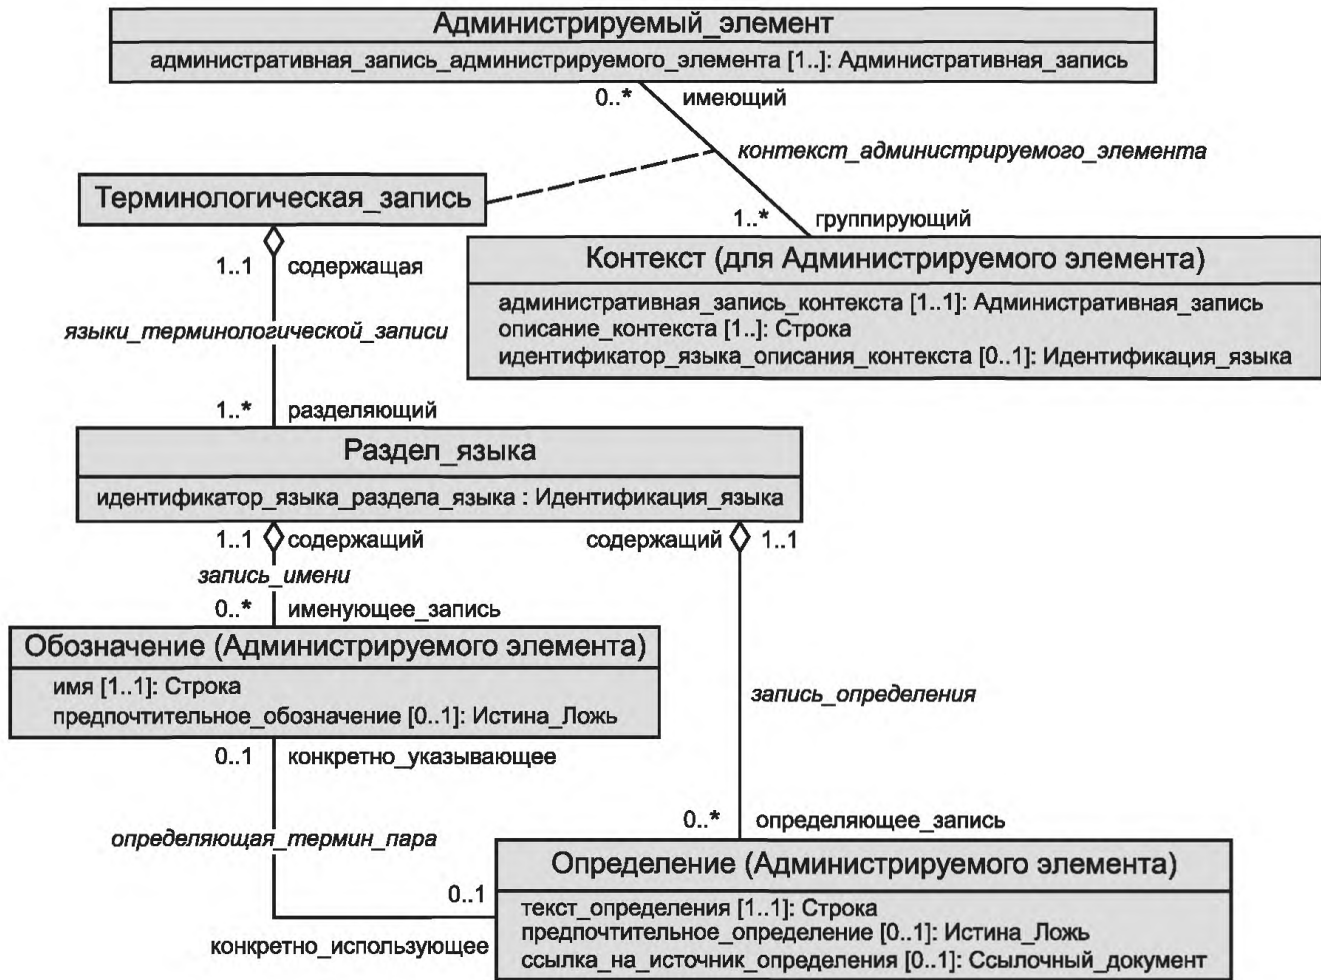 Администрируемый_элемент
административная_запись_администрируемого_элемента [1..]: Административная_запись
0..* имеющий
контекст_администрируемого_элемента
Терминологическая_запись
1..* группирующий
Контекст (для Администрируемого элемента)
административная_запись_контекста [1..1]: Административная_запись
описание_контекста [1..]: Строка
идентификатор_языка_описания_контекста [0..1]: Идентификация_языка
1..1 содержащая
языки_терминологической_записи
1..* разделяющий
Раздел_языка
идентификатор_языка_раздела_языка : Идентификация_языка
1..1 содержащий
содержащий 1..1
запись_имени
0..* именующее_запись
Обозначение (Администрируемого элемента)
имя [1..1]: Строка
предпочтительное_обозначение [0..1]: Истина_Ложь
запись_определения
0..1 конкретно_указывающее
определяющая_термин_пара
0..* определяющее_запись
Определение (Администрируемого элемента)
текст_определения [1..1]: Строка
предпочтительное_определение [0..1]: Истина_Ложь
ссылка_на_источник_определения [0..1]: Ссылочный_документ
0..1
конкретно_использующее